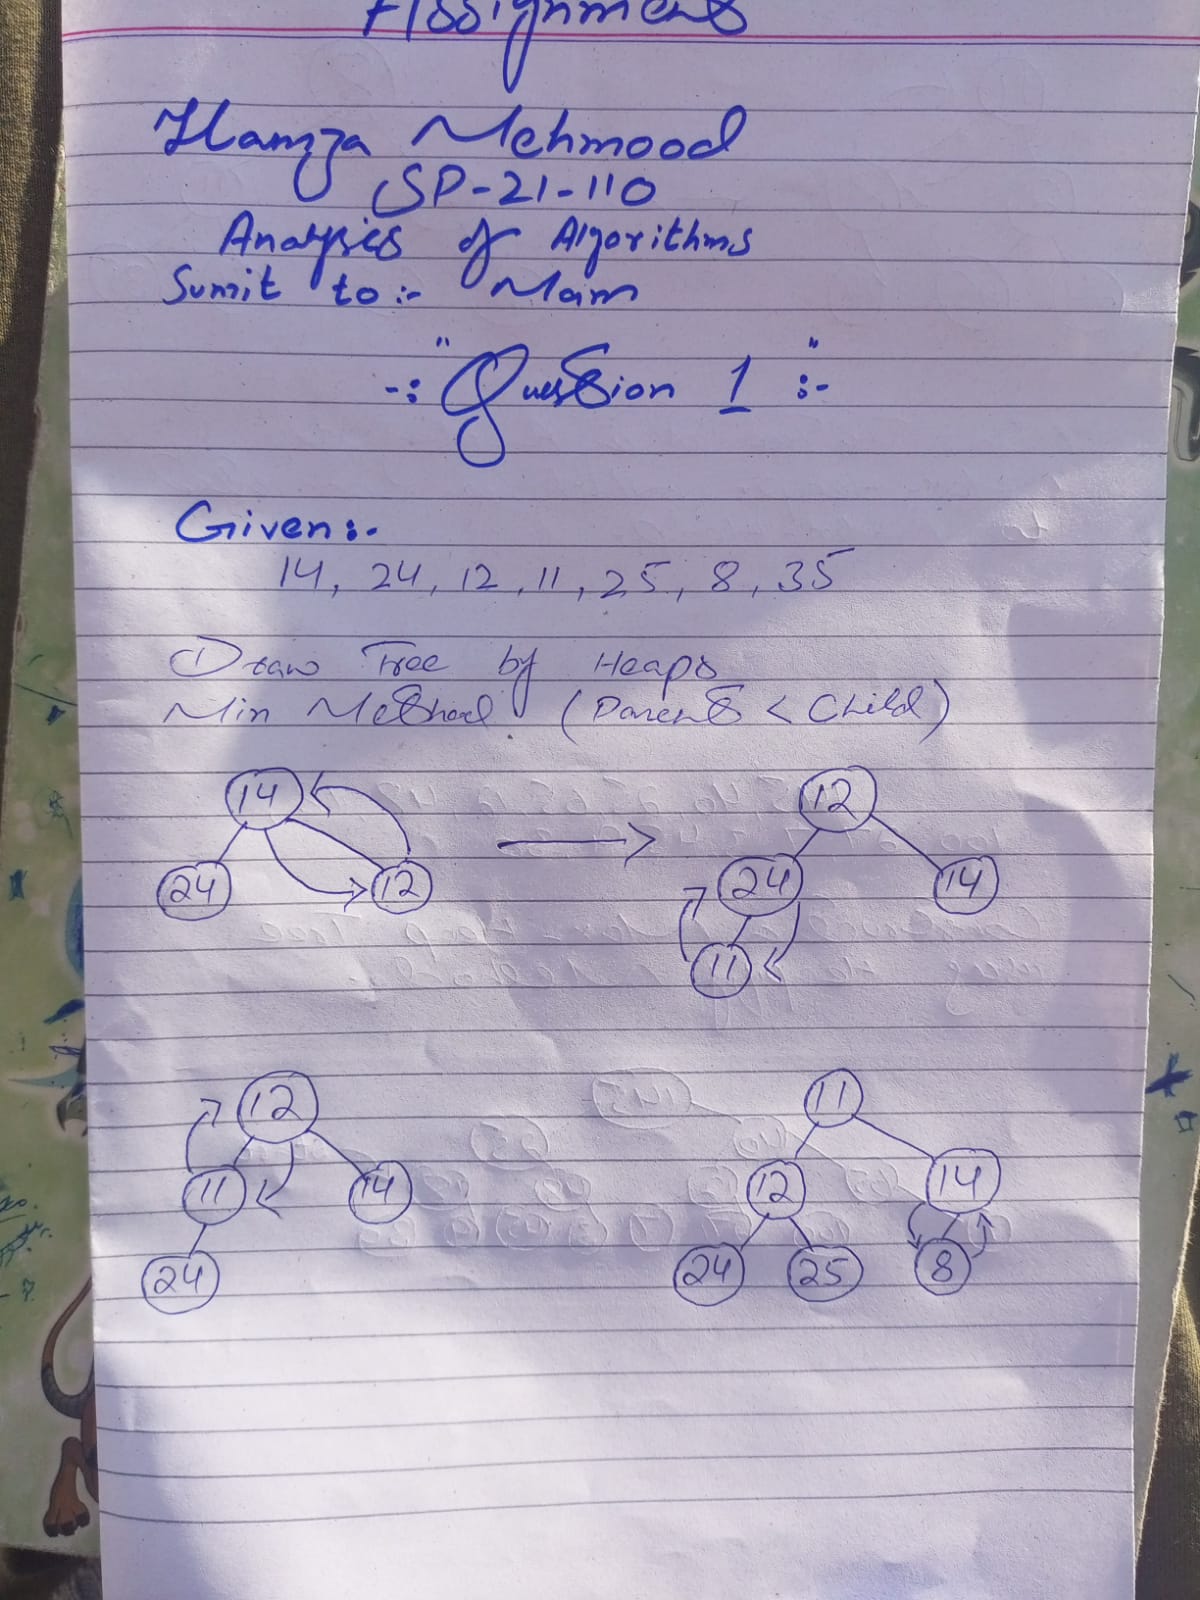 Assignment
Hamza Mehmood
SP-21-110
Analysis of Algorithms
Sumit to :- Mam
-: "Question 1" :-
Given :-
14, 24, 12, 11, 25, 8, 35
Draw Tree by Heaps
Min Method (Parents < Child)
14
24 12
12
24 14
11
12
11 14
24
11
12 14
24 25 8